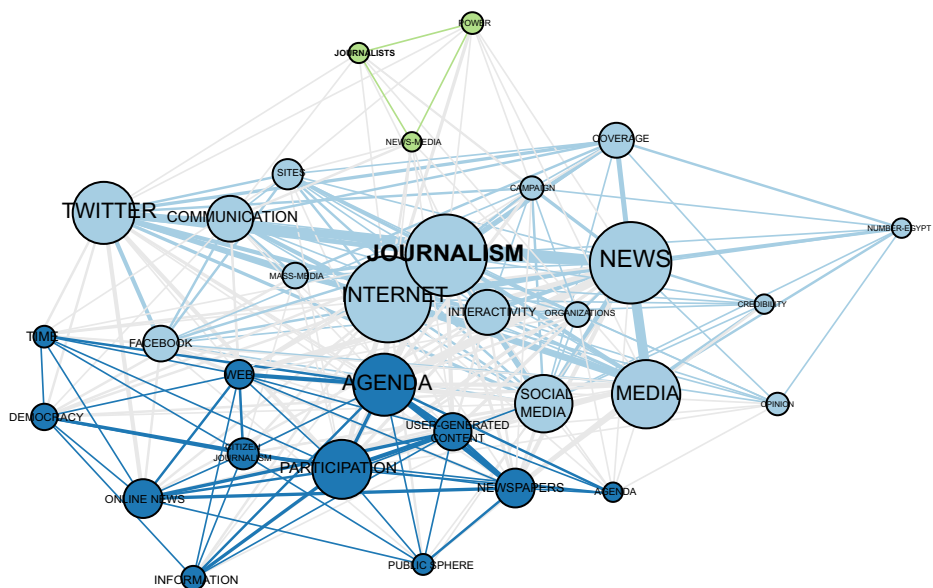 POWER
JOURNALISTS
NEWS-MEDIA
COVERAGE
SITES
CAMPAIGN
TWITTER
COMMUNICATION
NUMBER-EGYPT
JOURNALISM
NEWS
MASS-MEDIA
INTERNET
CREDIBILITY
INTERACTIVITY
ORGANIZATIONS
TIME
FACEBOOK
WEB
AGENDA
SOCIAL
MEDIA
MEDIA
OPINION
DEMOCRACY
USER-GENERATED
CONTENT
CITIZEN
JOURNALISM
PARTICIPATION
NEWSPAPERS
AGENDA
ONLINE NEWS
PUBLIC SPHERE
INFORMATION